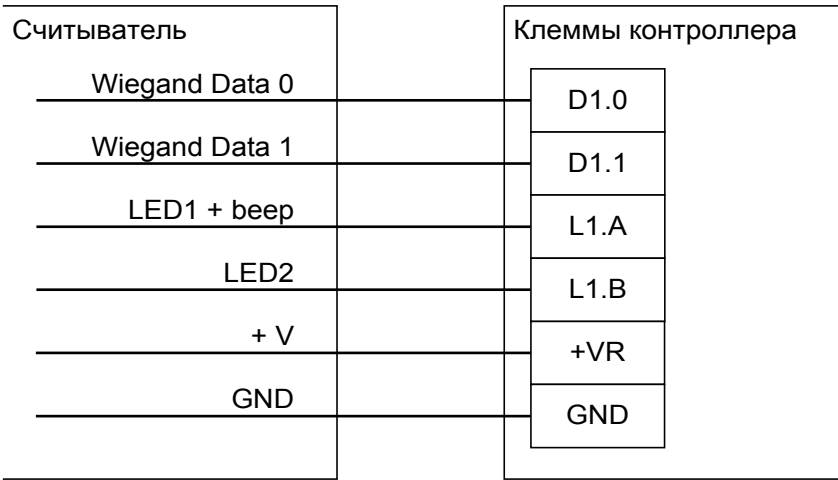 Считыватель
Клеммы контроллера
Wiegand Data 0
D1.0
Wiegand Data 1
D1.1
LED1 + beep
L1.A
LED2
L1.B
+ V
+VR
GND
GND